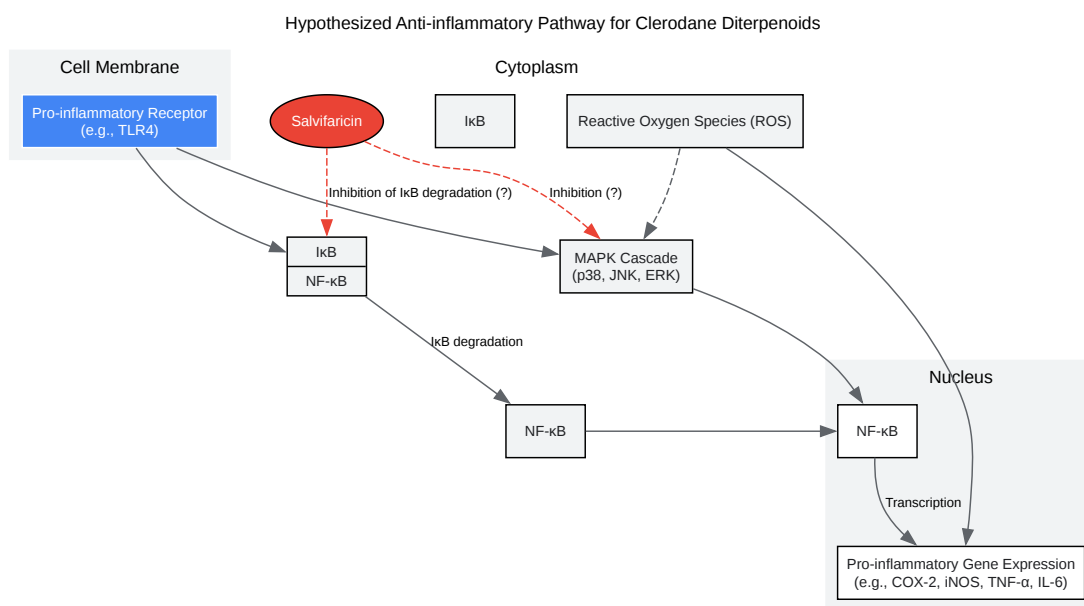 Hypothesized Anti-inflammatory Pathway for Clerodane Diterpenoids
Cell Membrane
Cytoplasm
Pro-inflammatory Receptor
(e.g., TLR4)
Salvifaricin
IκB
Reactive Oxygen Species (ROS)
Inhibition of IκB degradation (?)
Inhibition (?)
IκB
NF-κB
MAPK Cascade
(p38, JNK, ERK)
IκB degradation
Nucleus
NF-κB
NF-κB
Transcription
Pro-inflammatory Gene Expression
(e.g., COX-2, iNOS, TNF-α, IL-6)